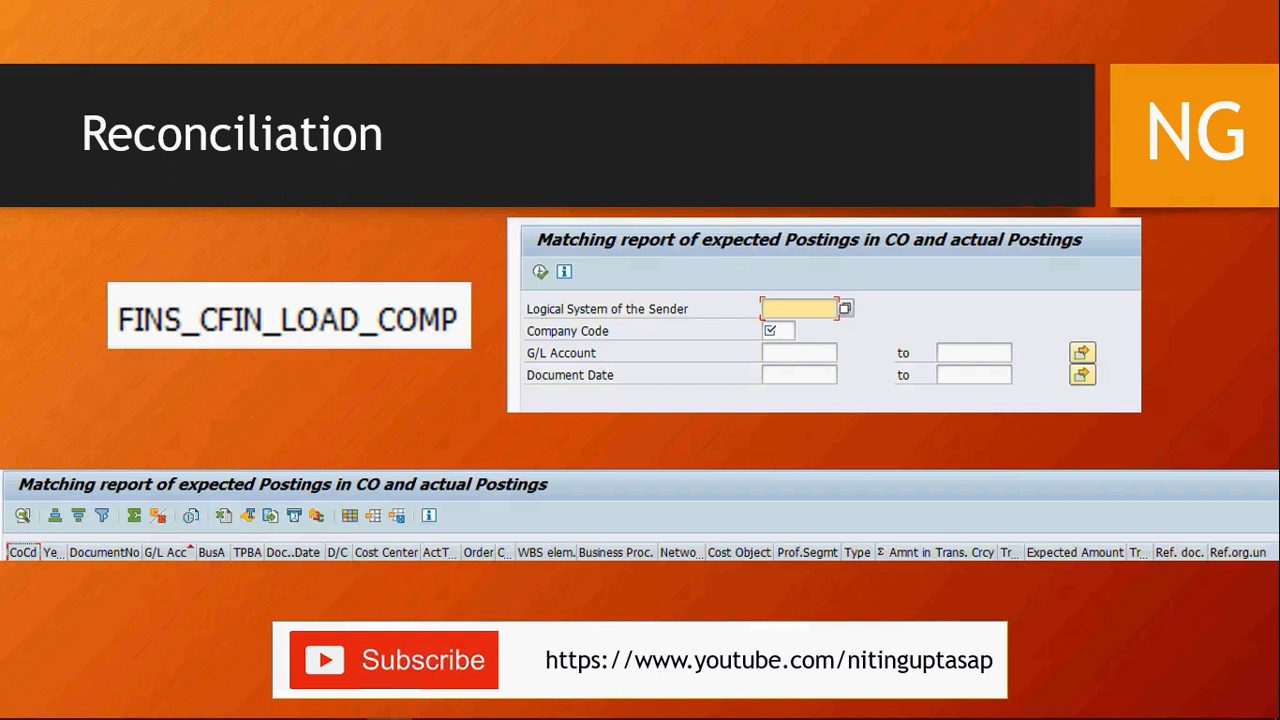 Reconciliation
NG
FINS_CFIN_LOAD_COMP
Matching report of expected Postings in CO and actual Postings
Logical System of the Sender
Company Code
G/L Account to
Document Date to
Matching report of expected Postings in CO and actual Postings
CoCd Ye... DocumentNo G/L Acc BusA TPBA Doc..Date D/C Cost Center ActT... Order C... WBS elem. Business Proc. Netwo... Cost Object Prof.Segmt Type Σ Amnt in Trans. Crcy Tr... Expected Amount Tr... Ref. doc. Ref.org.un
Subscribe https://www.youtube.com/nitinguptasap